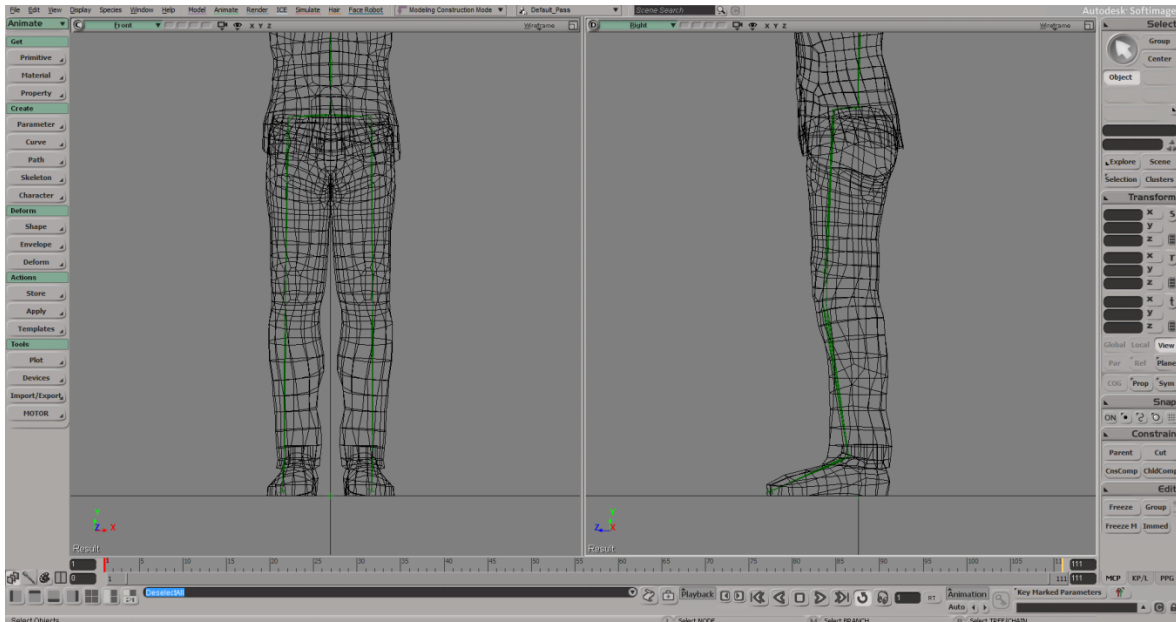 File Edit View Display Species Window Help Model Animate Render ICE Simulate Hair Face Robot Modeling Construction Mode Default_Pass Scene Search Autodesk Softimage
Animate
C Front X Y Z Wireframe
D Right X Y Z Wireframe
Select
Get
Primitive
Material
Property
Create
Parameter
Curve
Path
Skeleton
Character
Deform
Shape
Envelope
Deform
Actions
Store
Apply
Templates
Tools
Plot
Devices
Import/Export
MOTOR
Y
Z X
Result
Y
Z X
Result
Group
Center
Object
Explore Scene
Selection Clusters
Transform
x S
y
z
x r
y
z
x t
y
z
Global Local View
Par Ref Plane
COG Prop Sym
Snap
ON
Constrain
Parent Cut
CnsComp ChldComp
Edit
Freeze Group
Freeze M Immed
1 1 5 10 15 20 25 30 35 40 45 50 55 60 65 70 75 80 85 90 95 100 105 111
0 1 111 111
MCP KP/L PPG
DeselectAll Playback 1 RT Animation Key Marked Parameters
Auto
Select Objects L Select NODE M Select BRANCH R Select TREE/CHAIN